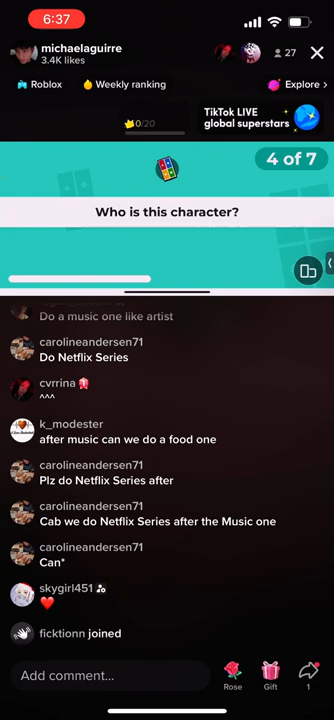 6:37
michaelaguirre
3.4K likes
27
Roblox
Weekly ranking
Explore >
0/20
TikTok LIVE
global superstars
4 of 7
Who is this character?
Do a music one like artist
carolineandersen71
Do Netflix Series
cvrrina
^^^
k_modester
after music can we do a food one
carolineandersen71
Plz do Netflix Series after
carolineandersen71
Cab we do Netflix Series after the Music one
carolineandersen71
Can*
skygirl451
ficktionn joined
Add comment...
Rose
Gift
1